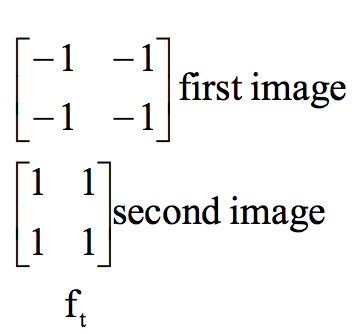 -1 -1
-1 -1 first image
1 1
1 1 second image
f_t